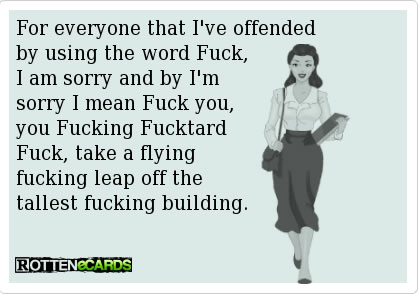 For everyone that I've offended
by using the word Fuck,
I am sorry and by I'm
sorry I mean Fuck you,
you Fucking Fucktard
Fuck, take a flying
fucking leap off the
tallest fucking building.
ROTTENeCARDS